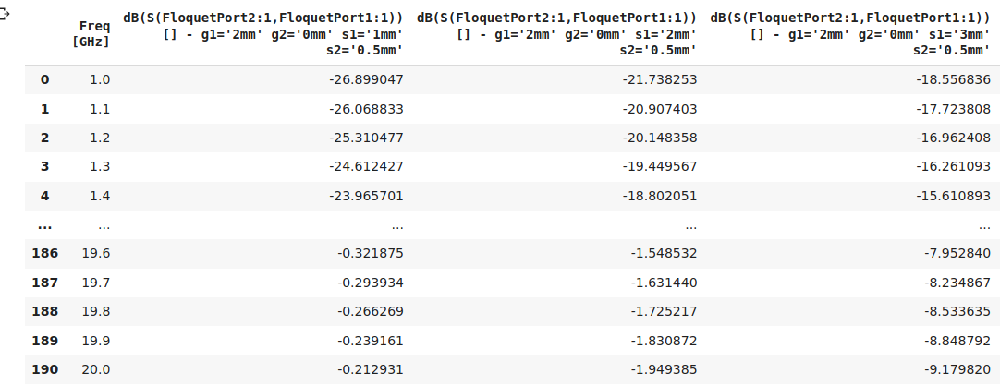 dB(S(FloquetPort2:1,FloquetPort1:1)) dB(S(FloquetPort2:1,FloquetPort1:1)) dB(S(FloquetPort2:1,FloquetPort1:1))
Freq [] - g1='2mm' g2='0mm' s1='1mm' [] - g1='2mm' g2='0mm' s1='2mm' [] - g1='2mm' g2='0mm' s1='3mm'
[GHz] s2='0.5mm' s2='0.5mm' s2='0.5mm'
0 1.0 -26.899047 -21.738253 -18.556836
1 1.1 -26.068833 -20.907403 -17.723808
2 1.2 -25.310477 -20.148358 -16.962408
3 1.3 -24.612427 -19.449567 -16.261093
4 1.4 -23.965701 -18.802051 -15.610893
... ... ... ... ...
186 19.6 -0.321875 -1.548532 -7.952840
187 19.7 -0.293934 -1.631440 -8.234867
188 19.8 -0.266269 -1.725217 -8.533635
189 19.9 -0.239161 -1.830872 -8.848792
190 20.0 -0.212931 -1.949385 -9.179820